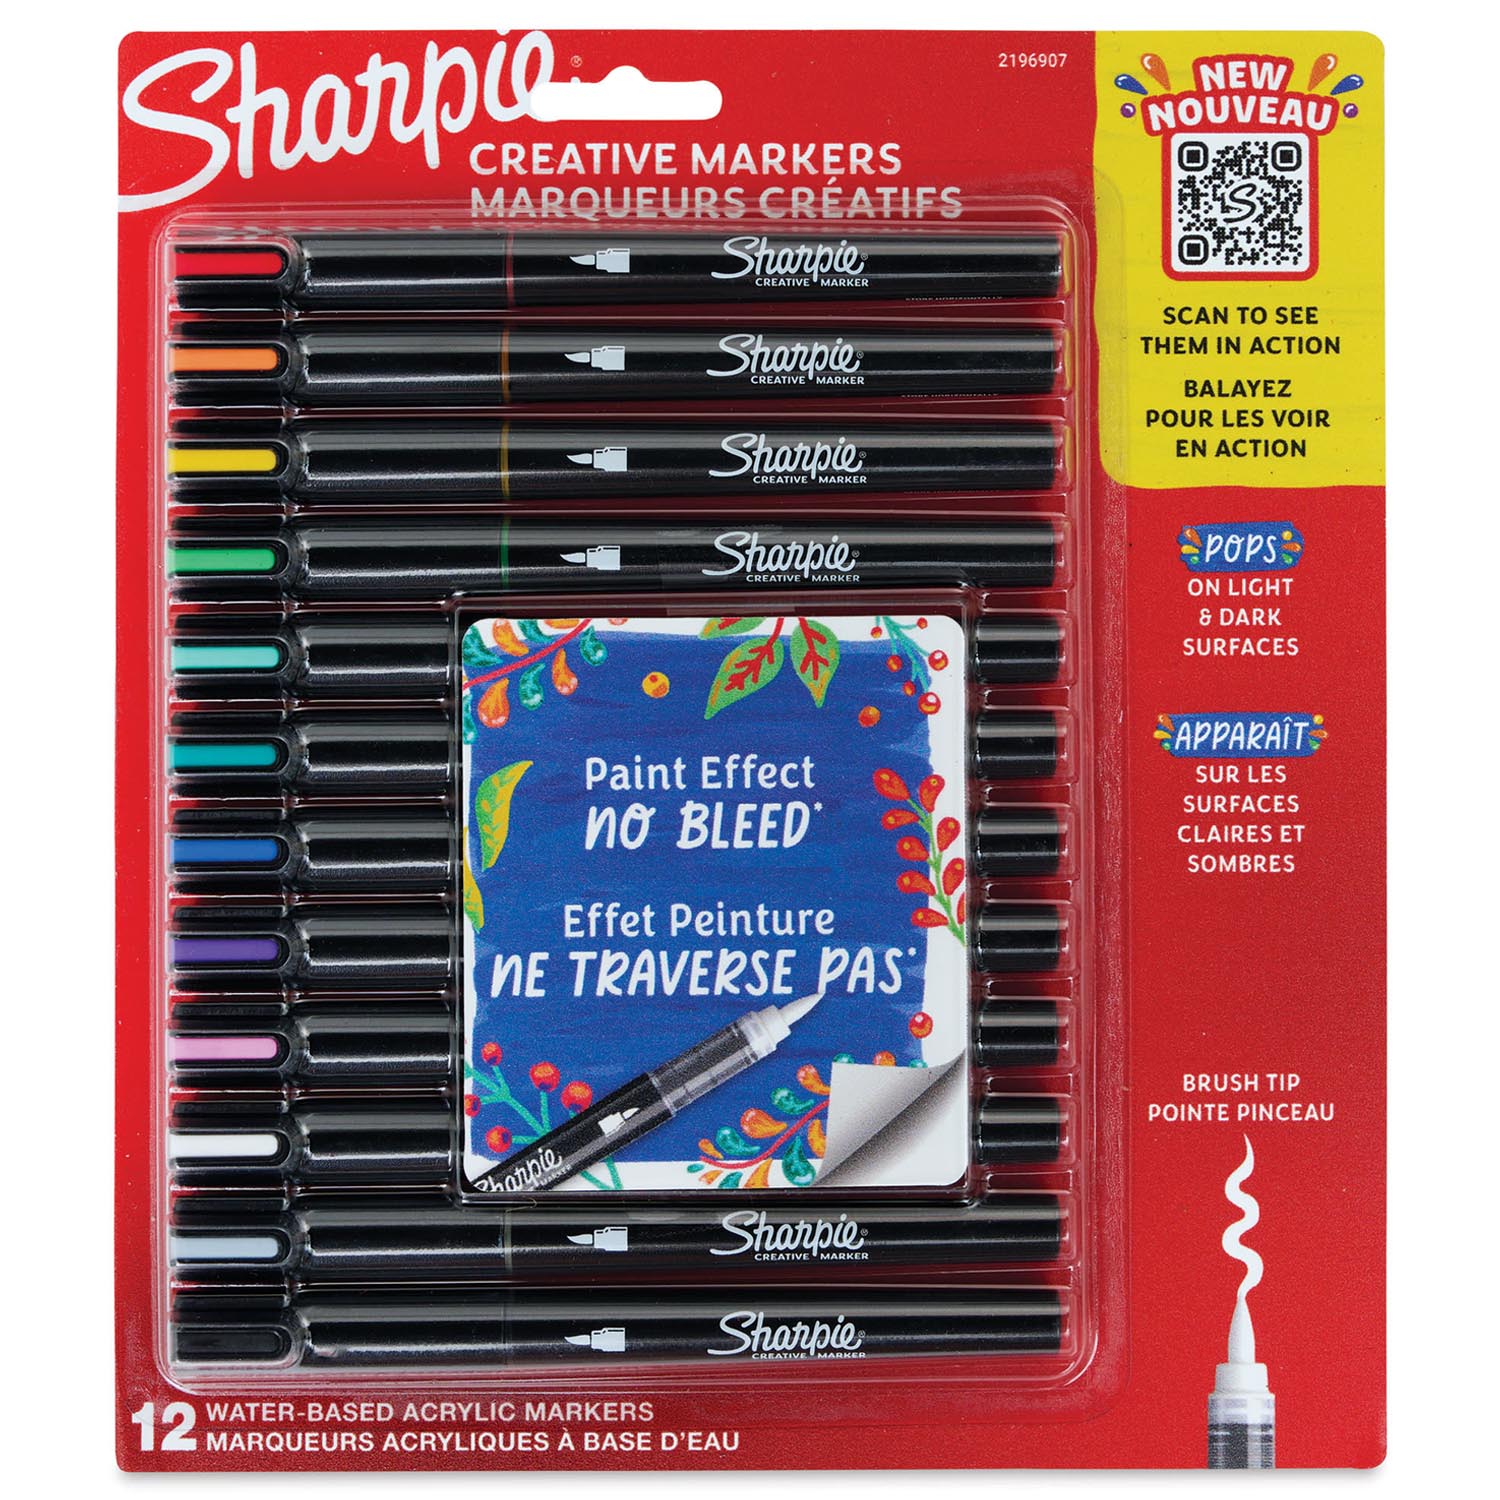 Sharpie®
2196907
CREATIVE MARKERS
MARQUEURS CRÉATIFS
NEW
NOUVEAU
S
SCAN TO SEE
THEM IN ACTION
BALAYEZ
POUR LES VOIR
EN ACTION
Sharpie®
CREATIVE MARKER
Sharpie®
CREATIVE MARKER
Sharpie®
CREATIVE MARKER
Sharpie®
CREATIVE MARKER
POPS
ON LIGHT
& DARK
SURFACES
APPARAÎT
SUR LES
SURFACES
CLAIRES ET
SOMBRES
Paint Effect
NO BLEED*
Effet Peinture
NE TRAVERSE PAS*
Sharpie
MARKER
BRUSH TIP
POINTE PINCEAU
Sharpie®
CREATIVE MARKER
Sharpie®
CREATIVE MARKER
12 WATER-BASED ACRYLIC MARKERS
MARQUEURS ACRYLIQUES À BASE D'EAU